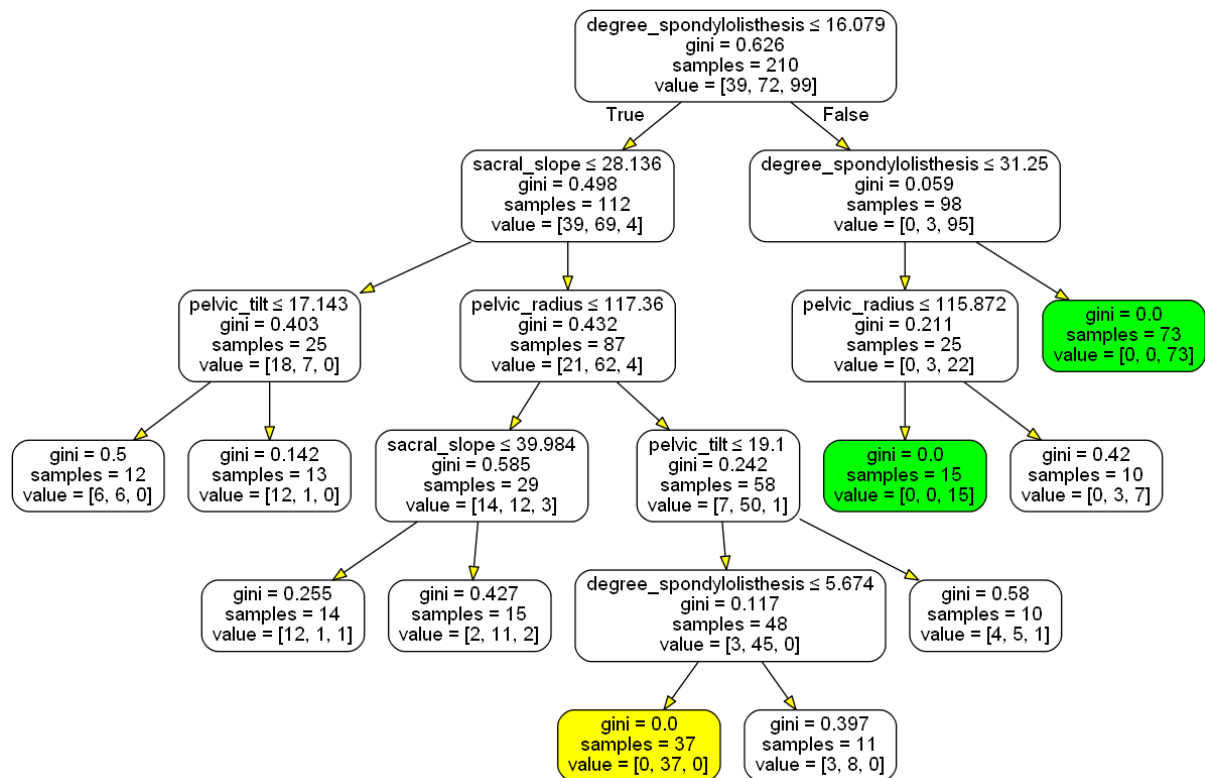 degree_spondylolisthesis ≤ 16.079
gini = 0.626
samples = 210
value = [39, 72, 99]
True
False
sacral_slope ≤ 28.136
gini = 0.498
samples = 112
value = [39, 69, 4]
degree_spondylolisthesis ≤ 31.25
gini = 0.059
samples = 98
value = [0, 3, 95]
pelvic_tilt ≤ 17.143
gini = 0.403
samples = 25
value = [18, 7, 0]
pelvic_radius ≤ 117.36
gini = 0.432
samples = 87
value = [21, 62, 4]
pelvic_radius ≤ 115.872
gini = 0.211
samples = 25
value = [0, 3, 22]
gini = 0.0
samples = 73
value = [0, 0, 73]
gini = 0.5
samples = 12
value = [6, 6, 0]
gini = 0.142
samples = 13
value = [12, 1, 0]
sacral_slope ≤ 39.984
gini = 0.585
samples = 29
value = [14, 12, 3]
pelvic_tilt ≤ 19.1
gini = 0.242
samples = 58
value = [7, 50, 1]
gini = 0.0
samples = 15
value = [0, 0, 15]
gini = 0.42
samples = 10
value = [0, 3, 7]
gini = 0.255
samples = 14
value = [12, 1, 1]
gini = 0.427
samples = 15
value = [2, 11, 2]
degree_spondylolisthesis ≤ 5.674
gini = 0.117
samples = 48
value = [3, 45, 0]
gini = 0.58
samples = 10
value = [4, 5, 1]
gini = 0.0
samples = 37
value = [0, 37, 0]
gini = 0.397
samples = 11
value = [3, 8, 0]